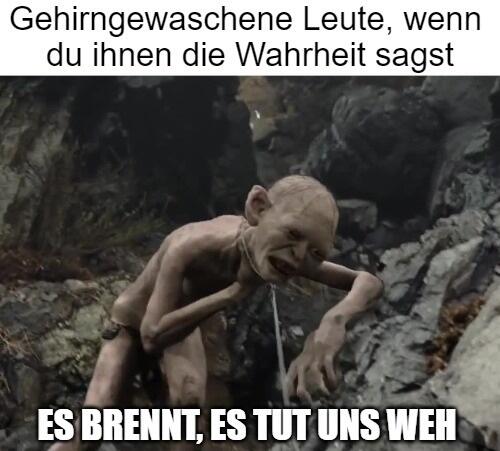 Gehirngewaschene Leute, wenn
du ihnen die Wahrheit sagst
ES BRENNT, ES TUT UNS WEH